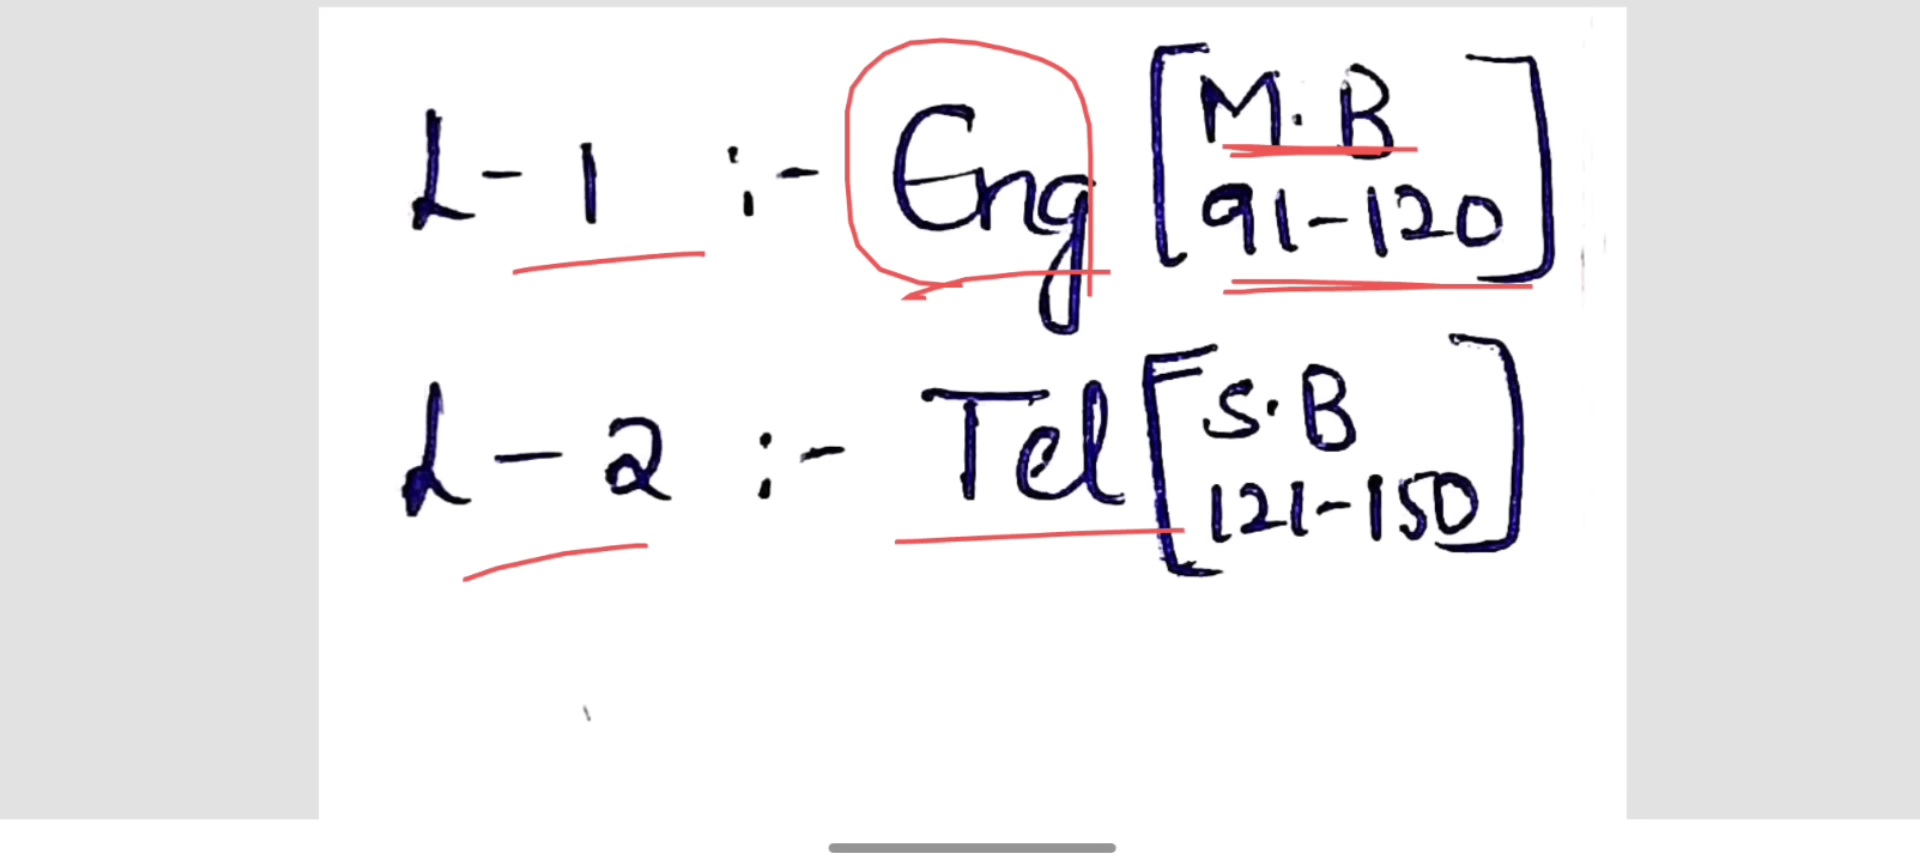 L-1 :- Eng [M.B
91-120]
L-2 :- Tel [S.B
121-150]